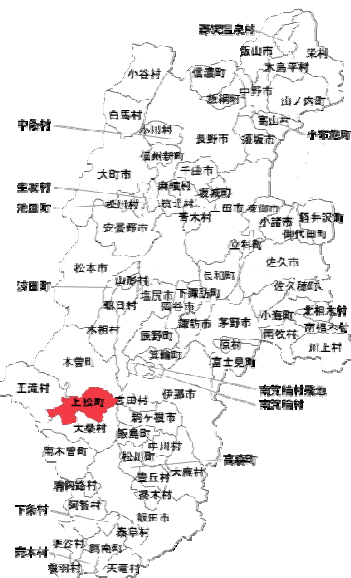 野沢温泉村
飯山市
栄村
木島平村
小谷村
信濃町
中野市
飯綱町
山ノ内町
白馬村
高山村
中条村
小川村
長野市
須坂市
小布施町
信州新町
千曲市
大町市
生坂村
麻績村
坂城町
池田町
松川村
筑北村
上田市
東御市
青木村
小諸市
軽井沢町
御代田町
安曇野市
立科町
佐久市
松本市
長和町
山形村
佐久穂町
波田町
塩尻市
下諏訪町
岡谷市
朝日村
小海町
北相木村
木祖村
諏訪市
茅野市
南相木村
辰野町
南牧村
原村
川上村
箕輪町
木曽町
富士見町
南箕輪村飛地
南箕輪村
王滝村
上松町
宮田村
伊那市
駒ヶ根市
大桑村
飯島町
中川村
南木曽町
松川町
高森町
大鹿村
豊丘村
清内路村
喬木村
阿智村
下条村
飯田市
泰阜村
売木村
阿南町
根羽村
天竜村